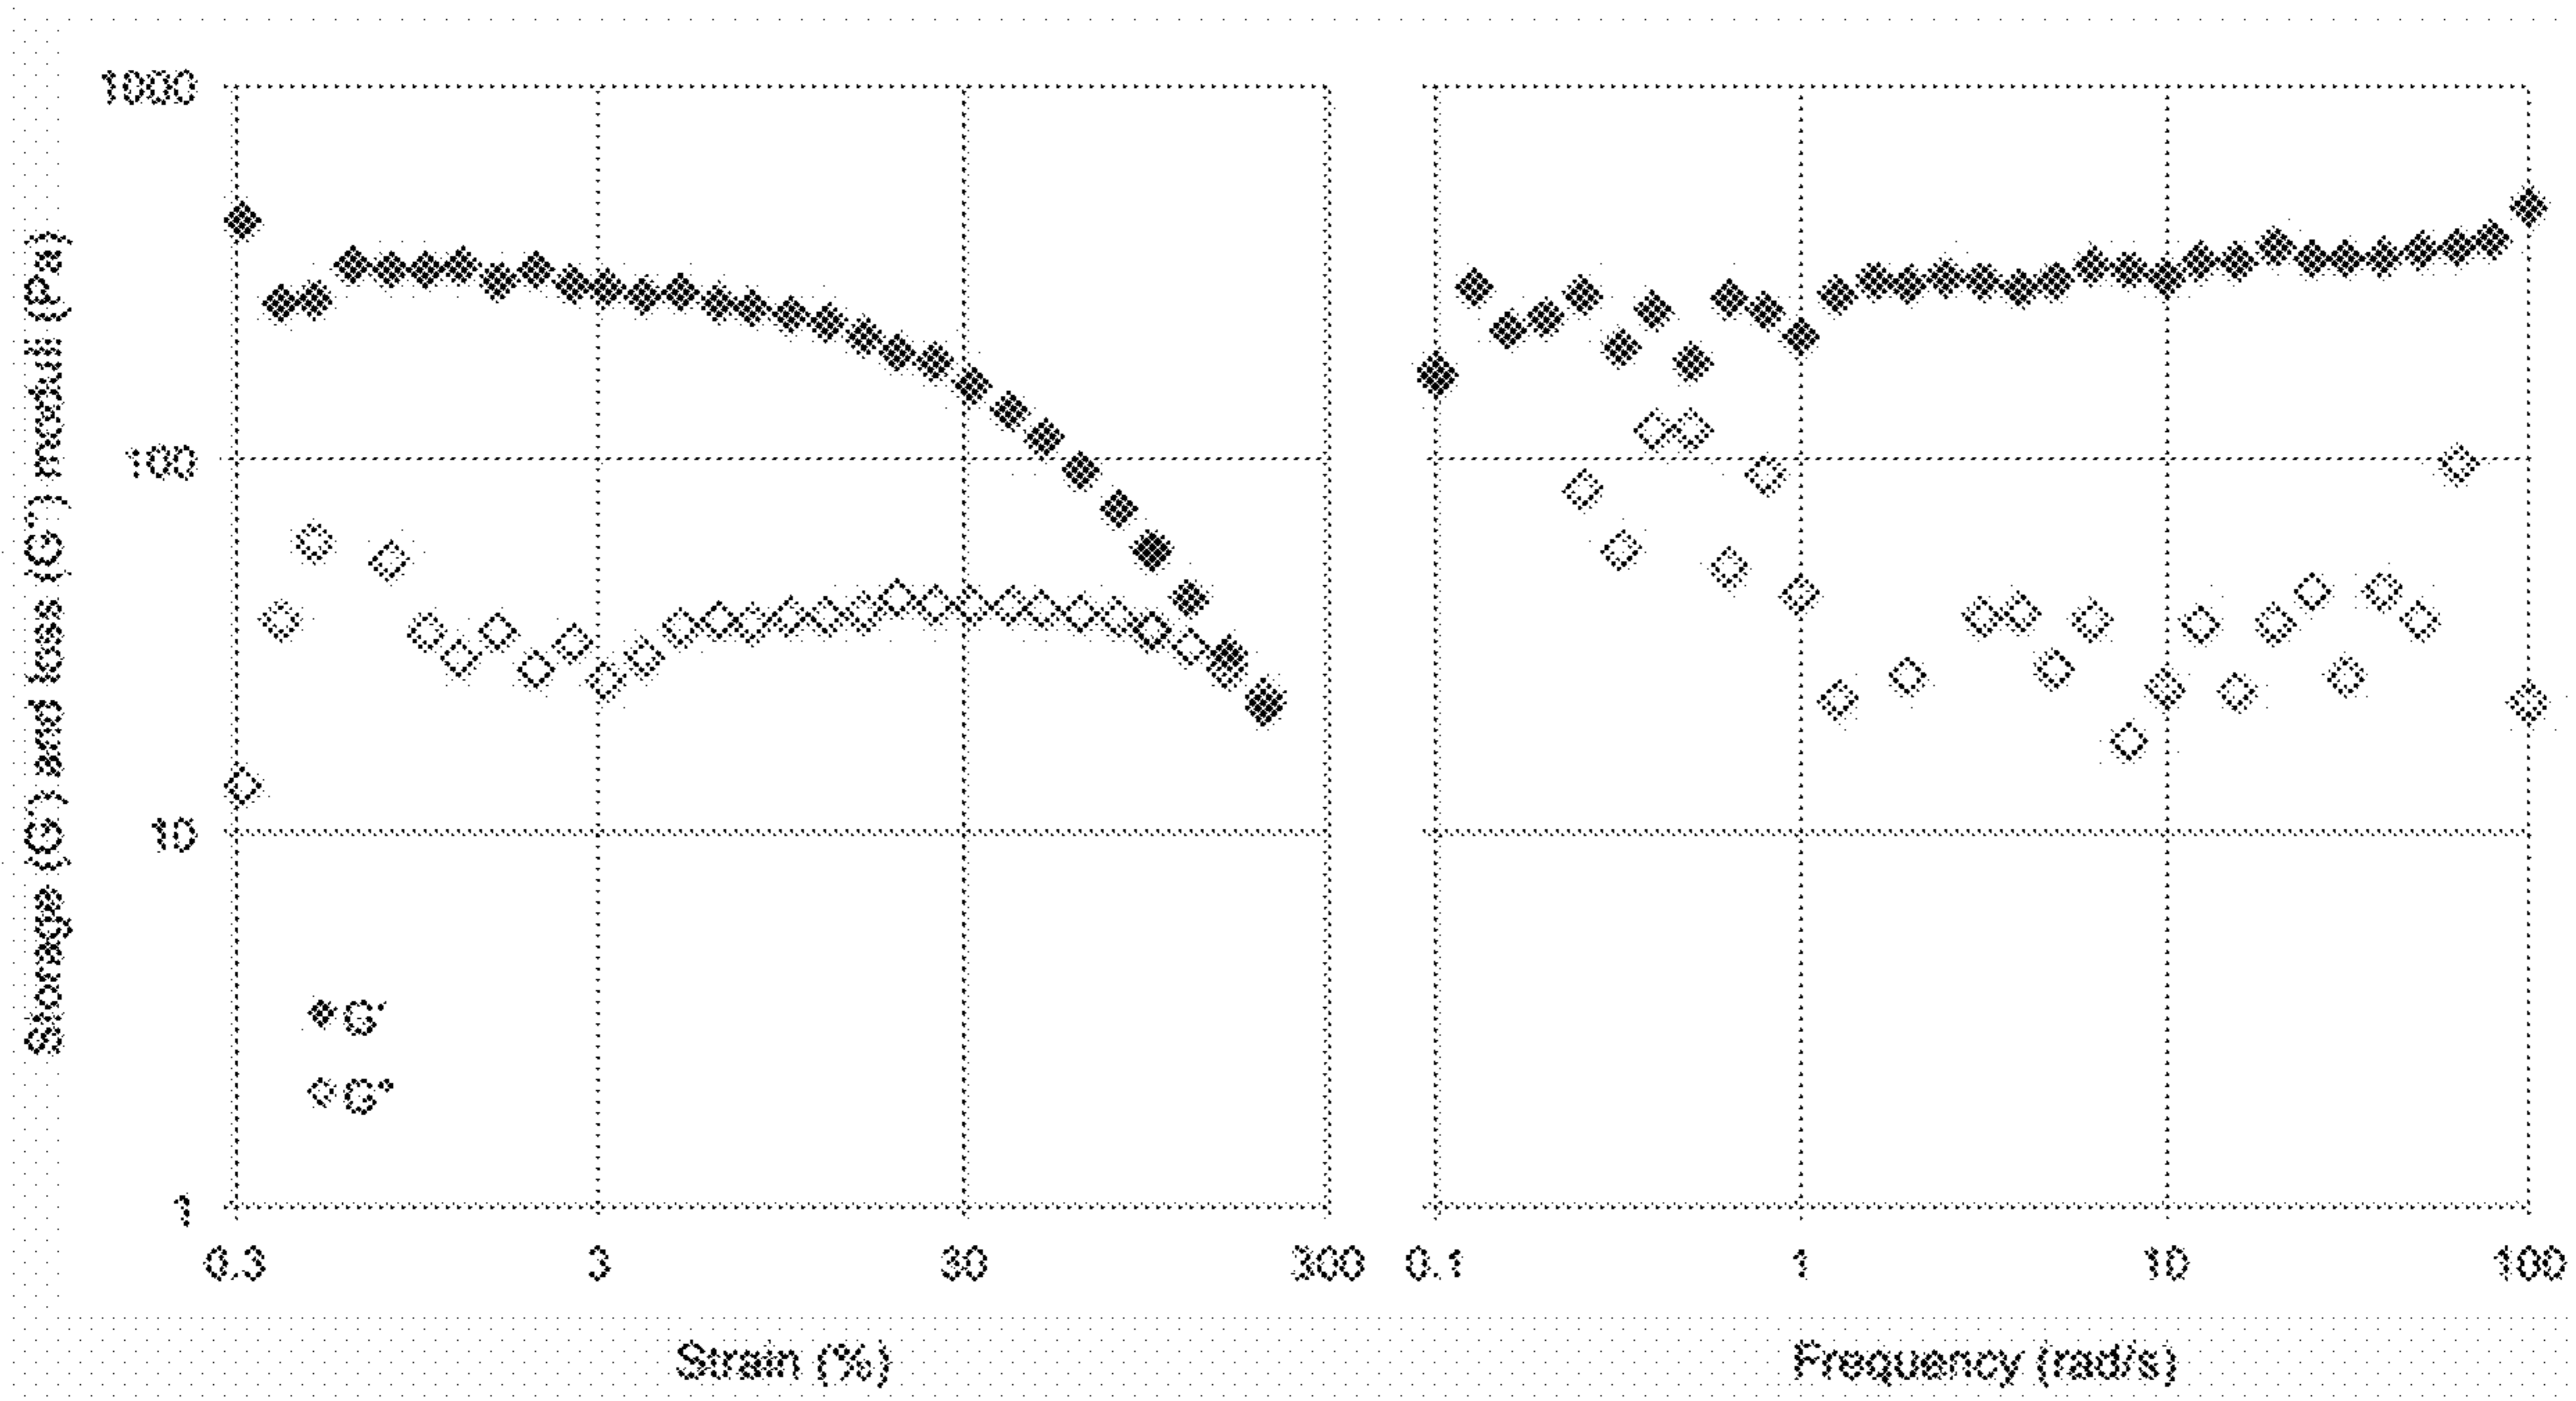 Storage (G') and loss (G") moduli (Pa)
1000
100
10
1
G'
G"
0.3 3 30 300
0.1 1 10 100
Strain (%)
Frequency (rad/s)